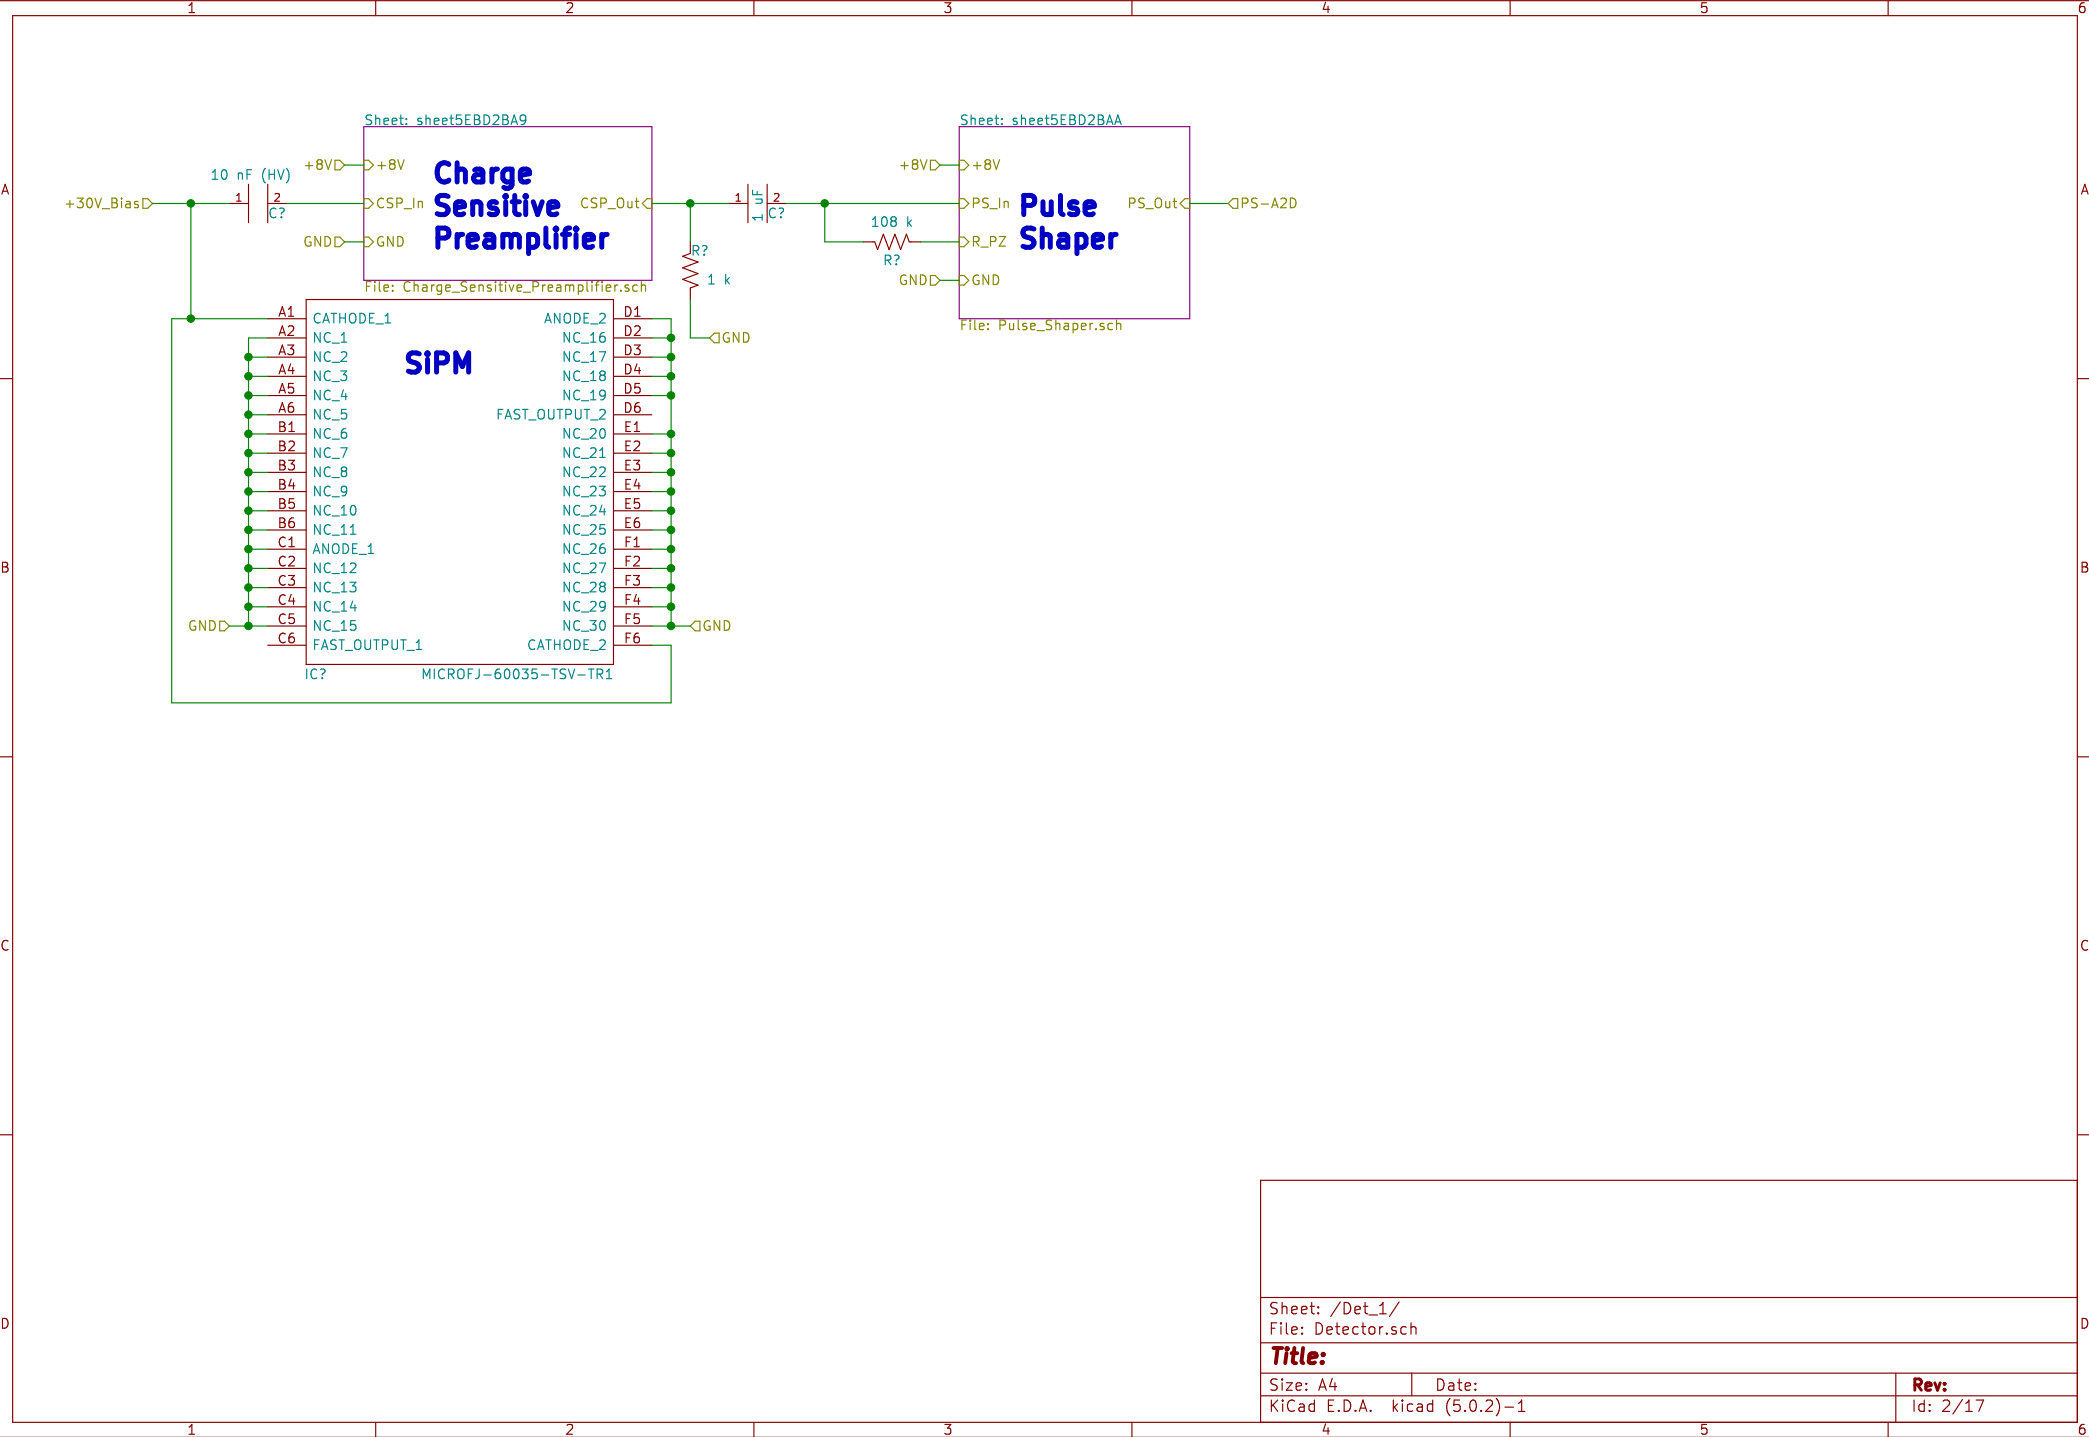 1 2 3 4 5 6
A A
B B
C C
D D
Sheet: sheet5EBD2BA9
+8V +8V
Charge
Sensitive
Preamplifier
10 nF (HV)
+30V_Bias 1 2 CSP_In CSP_Out
C?
GND GND
File: Charge_Sensitive_Preamplifier.sch
1 1 uF 2
C?
R?
1 k
GND
108 k
R?
Sheet: sheet5EBD2BAA
+8V +8V
PS_In PS_Out PS-A2D
Pulse
Shaper
R_PZ
GND GND
File: Pulse_Shaper.sch
SiPM
A1 CATHODE_1 ANODE_2 D1
A2 NC_1 NC_16 D2
A3 NC_2 NC_17 D3
A4 NC_3 NC_18 D4
A5 NC_4 NC_19 D5
A6 NC_5 FAST_OUTPUT_2 D6
B1 NC_6 NC_20 E1
B2 NC_7 NC_21 E2
B3 NC_8 NC_22 E3
B4 NC_9 NC_23 E4
B5 NC_10 NC_24 E5
B6 NC_11 NC_25 E6
C1 ANODE_1 NC_26 F1
C2 NC_12 NC_27 F2
C3 NC_13 NC_28 F3
C4 NC_14 NC_29 F4
GND C5 NC_15 NC_30 F5 GND
C6 FAST_OUTPUT_1 CATHODE_2 F6
IC? MICROFJ-60035-TSV-TR1
Sheet: /Det_1/
File: Detector.sch
Title:
Size: A4 Date: Rev:
KiCad E.D.A. kicad (5.0.2)-1 Id: 2/17
1 2 3 4 5 6